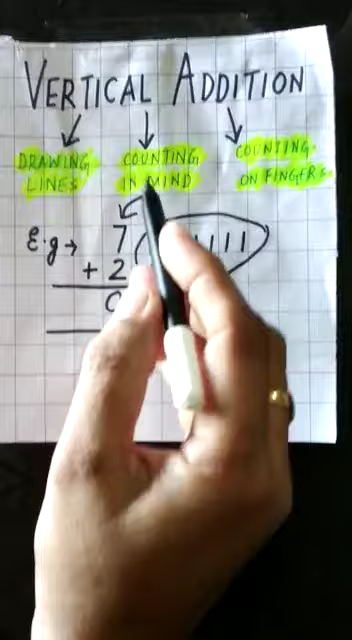 VERTICAL ADDITION
DRAWING LINES
COUNTING IN MIND
COUNTING ON FINGERS
E.g → 7
+ 2